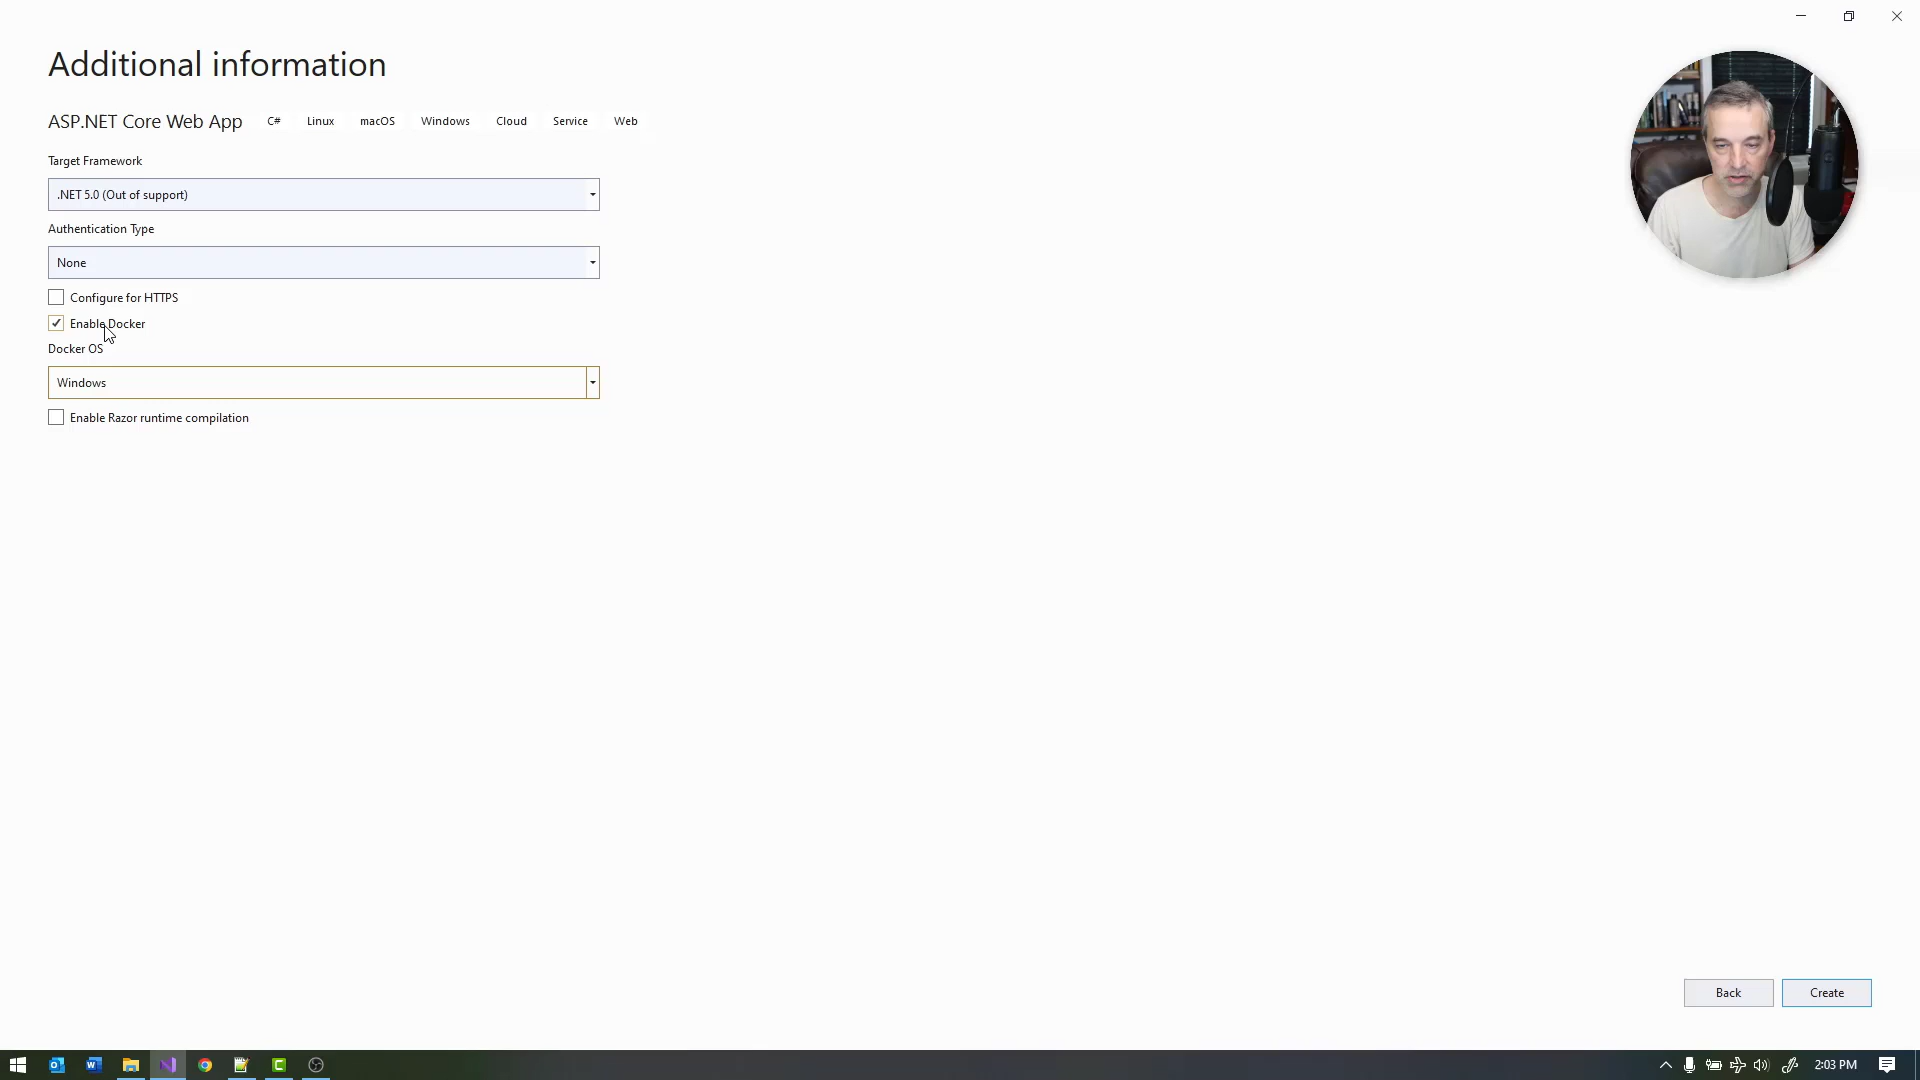 Additional information
ASP.NET Core Web App C# Linux macOS Windows Cloud Service Web
Target Framework
.NET 5.0 (Out of support)
Authentication Type
None
Configure for HTTPS
Enable Docker
Docker OS
Windows
Enable Razor runtime compilation
Back Create
2:03 PM